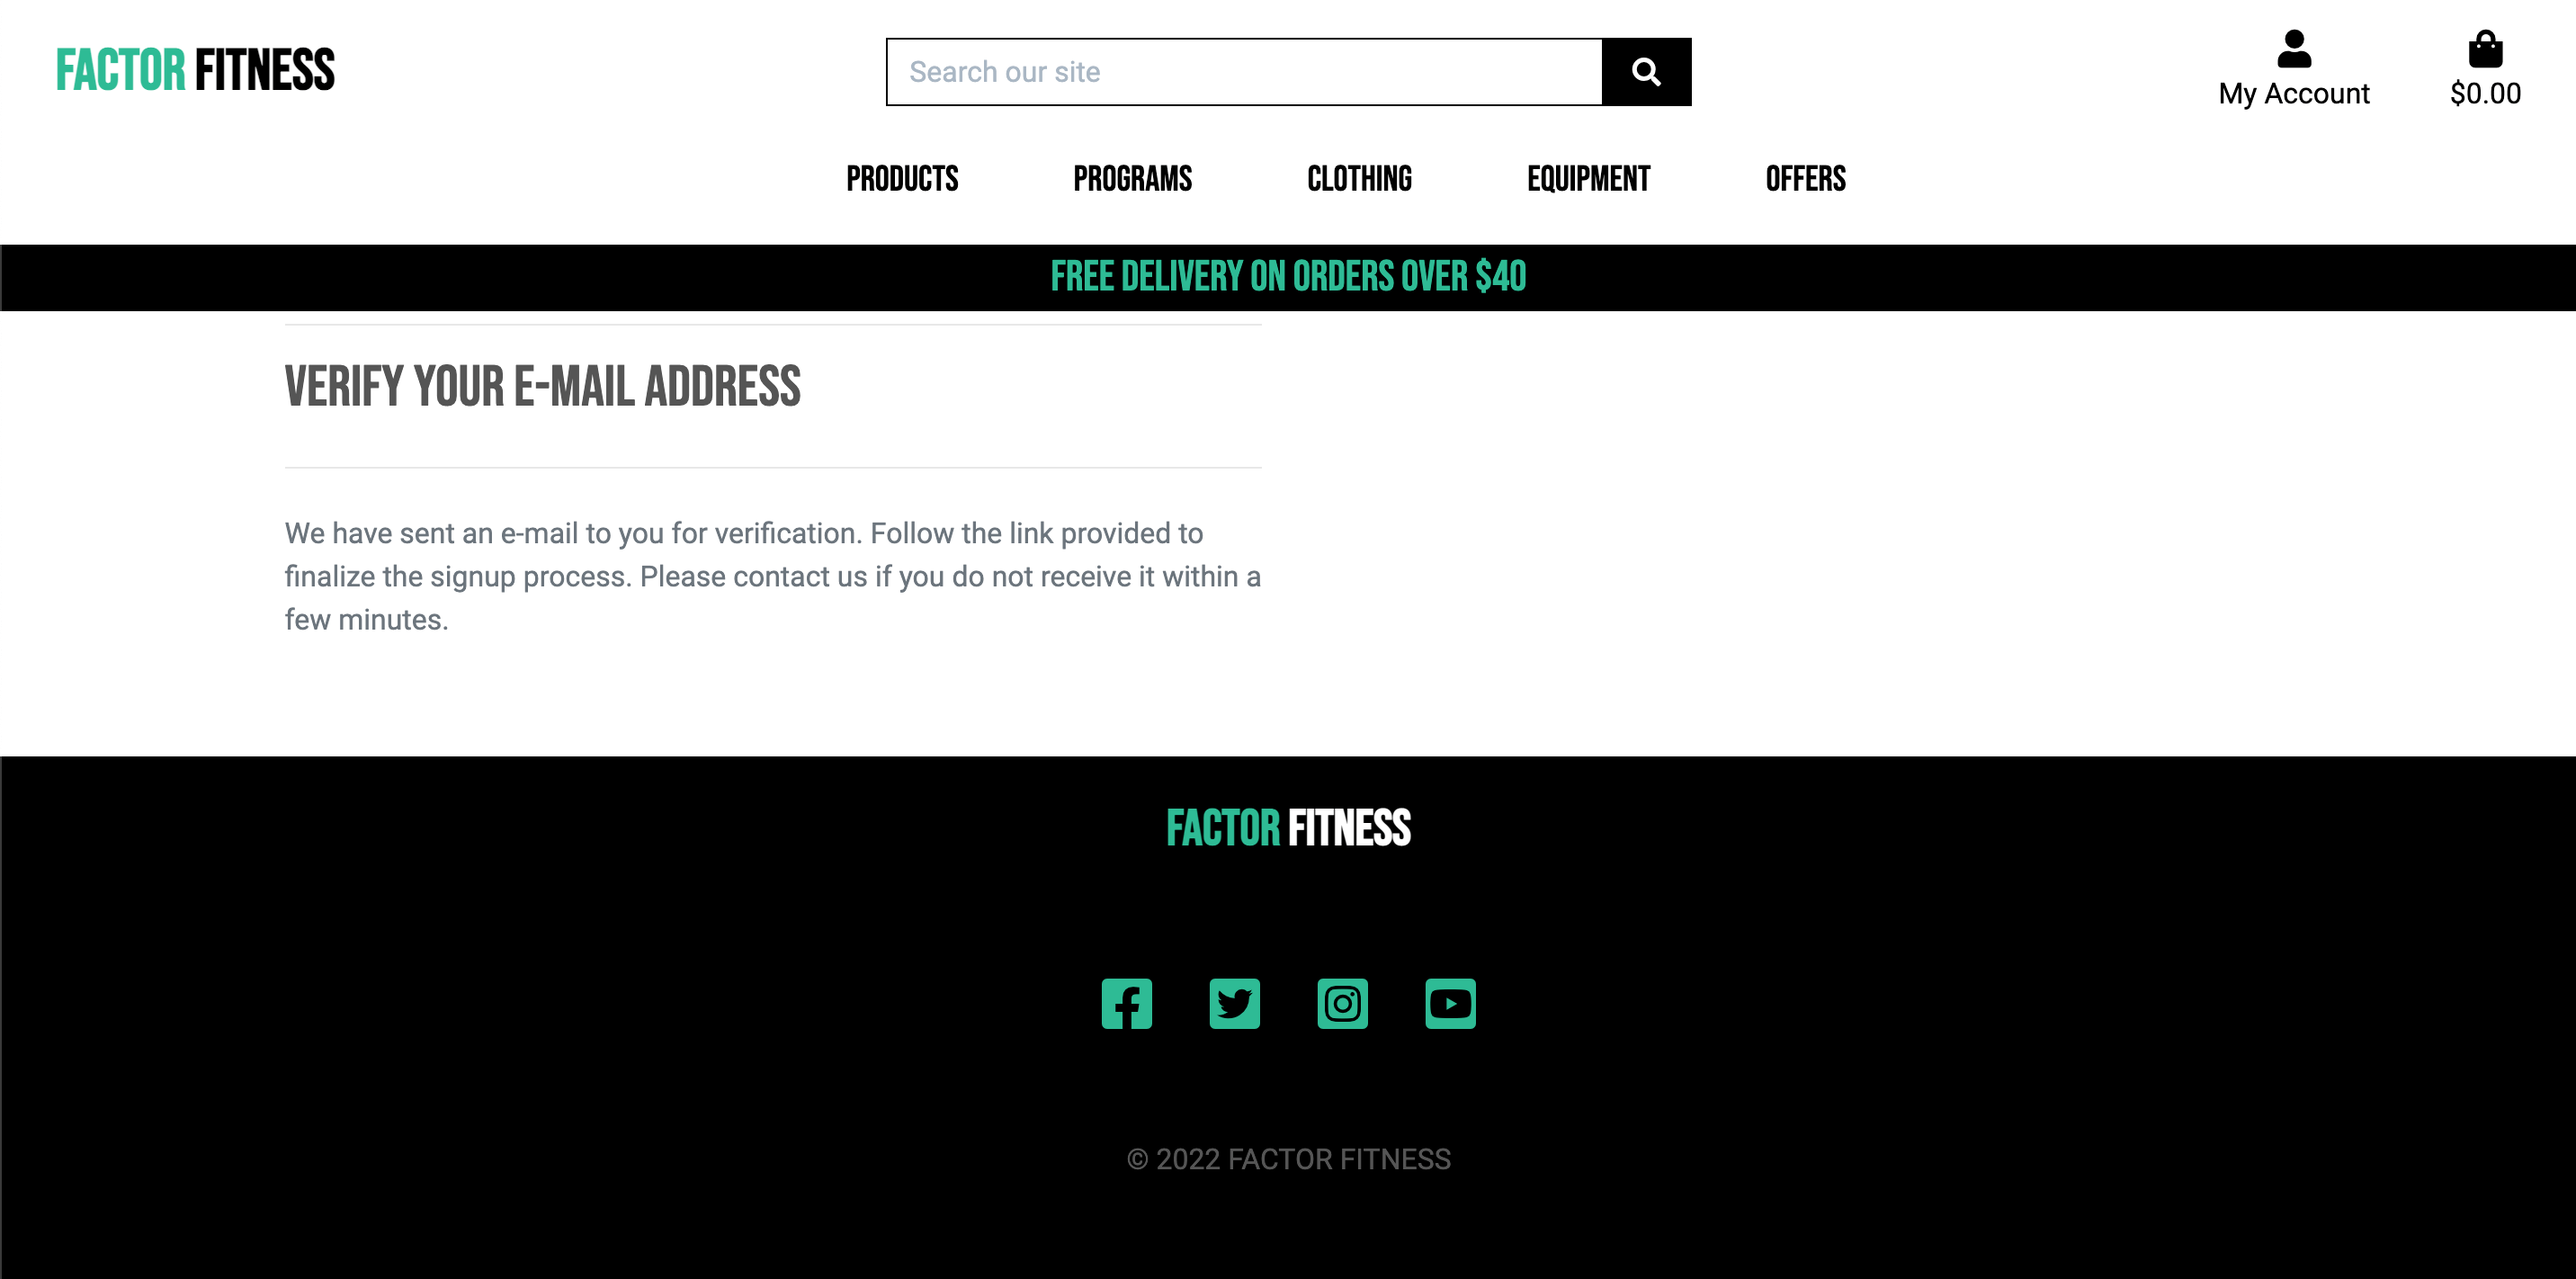 FACTOR FITNESS
Search our site
My Account
$0.00
PRODUCTS
PROGRAMS
CLOTHING
EQUIPMENT
OFFERS
FREE DELIVERY ON ORDERS OVER $40
VERIFY YOUR E-MAIL ADDRESS
We have sent an e-mail to you for verification. Follow the link provided to
finalize the signup process. Please contact us if you do not receive it within a
few minutes.
FACTOR FITNESS
© 2022 FACTOR FITNESS